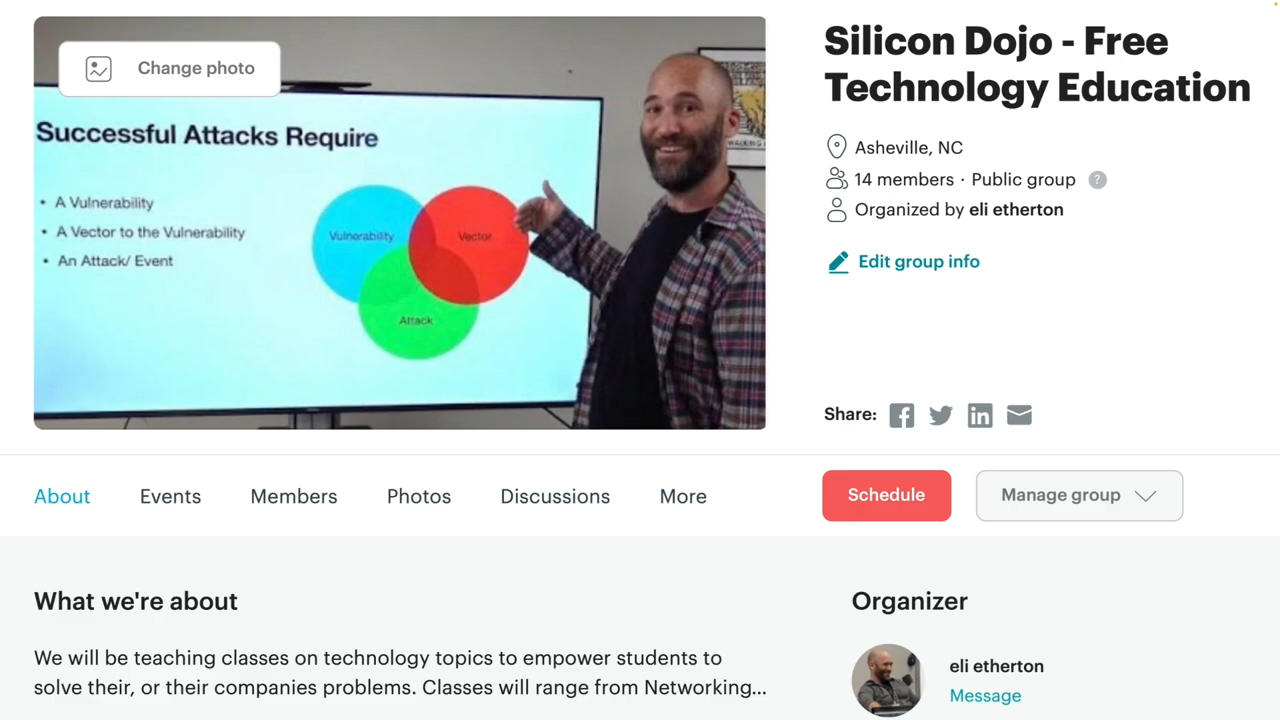 Change photo
Successful Attacks Require
• A Vulnerability
• A Vector to the Vulnerability
• An Attack/ Event
Vulnerability
Vector
Attack
WALKING
Silicon Dojo - Free
Technology Education
Asheville, NC
14 members · Public group ?
Organized by eli etherton
Edit group info
Share:
About
Events
Members
Photos
Discussions
More
Schedule
Manage group
What we're about
We will be teaching classes on technology topics to empower students to
solve their, or their companies problems. Classes will range from Networking...
Organizer
eli etherton
Message